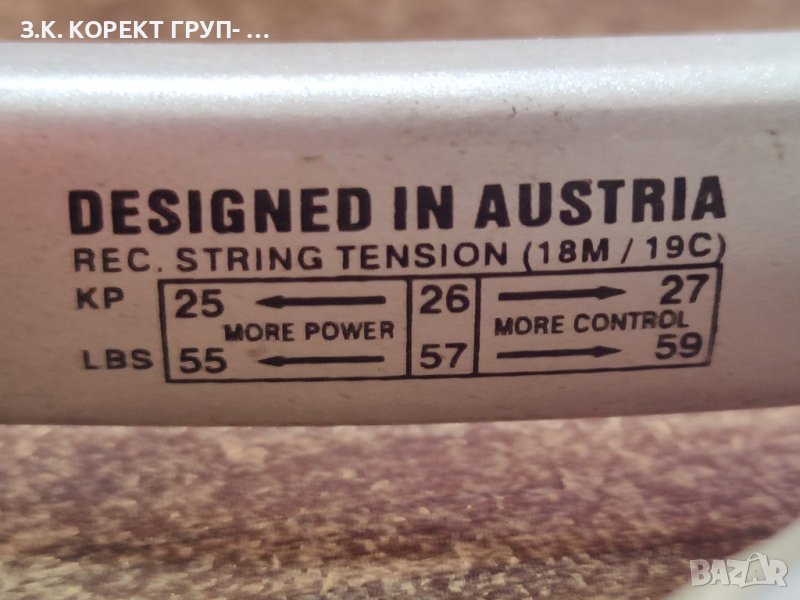 З.К. КОРЕКТ ГРУП- ...
DESIGNED IN AUSTRIA
REC. STRING TENSION (18M / 19C)
KP 25 26 27
MORE POWER MORE CONTROL
LBS 55 57 59
BAZAR